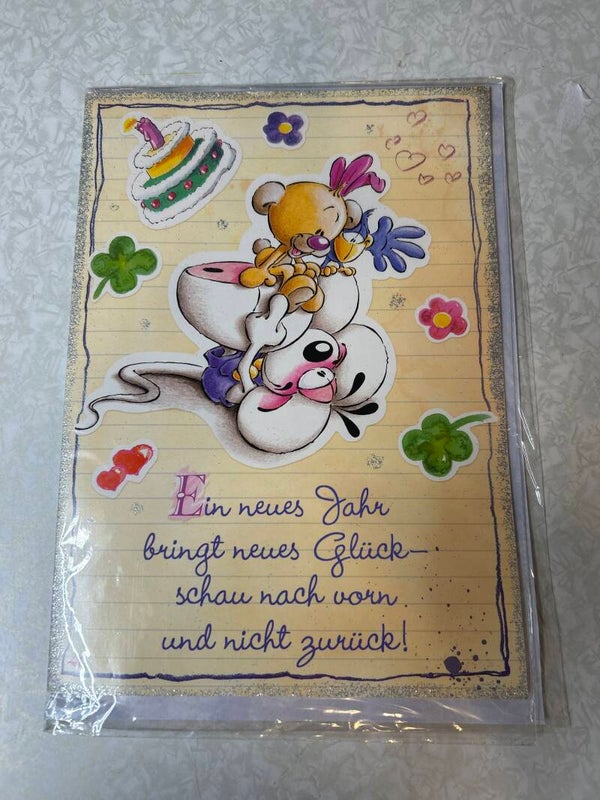 Ein neues Jahr
bringt neues Glück–
schau nach vorn
und nicht zurück!